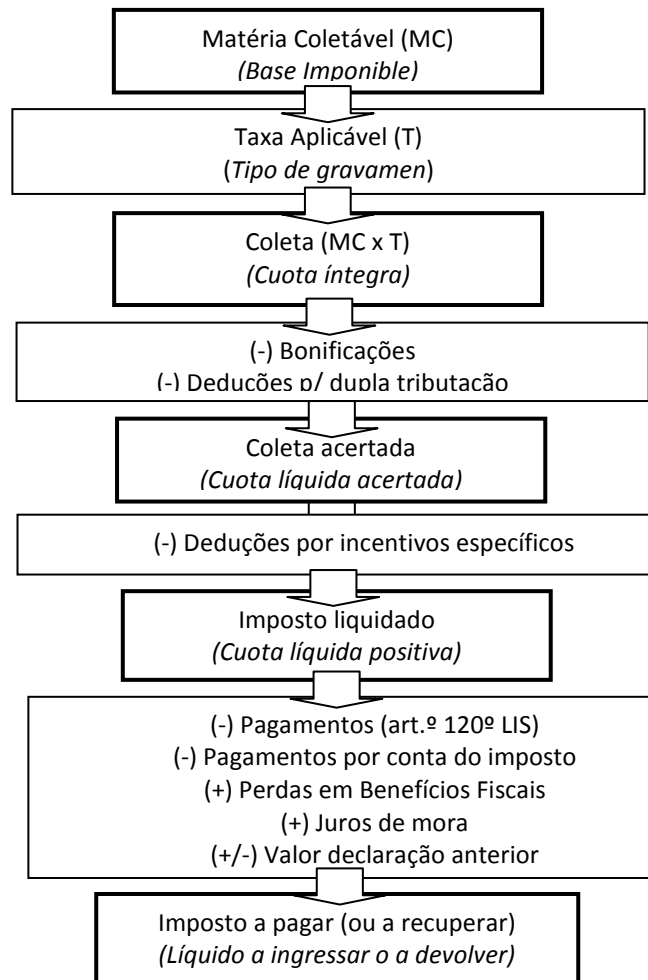 Matéria Coletável (MC)
(Base Imponible)
Taxa Aplicável (T)
(Tipo de gravamen)
Coleta (MC x T)
(Cuota íntegra)
(-) Bonificações
(-) Deduções p/ dupla tributação
Coleta acertada
(Cuota líquida acertada)
(-) Deduções por incentivos específicos
Imposto liquidado
(Cuota líquida positiva)
(-) Pagamentos (art.º 120º LIS)
(-) Pagamentos por conta do imposto
(+) Perdas em Benefícios Fiscais
(+) Juros de mora
(+/-) Valor declaração anterior
Imposto a pagar (ou a recuperar)
(Líquido a ingressar o a devolver)